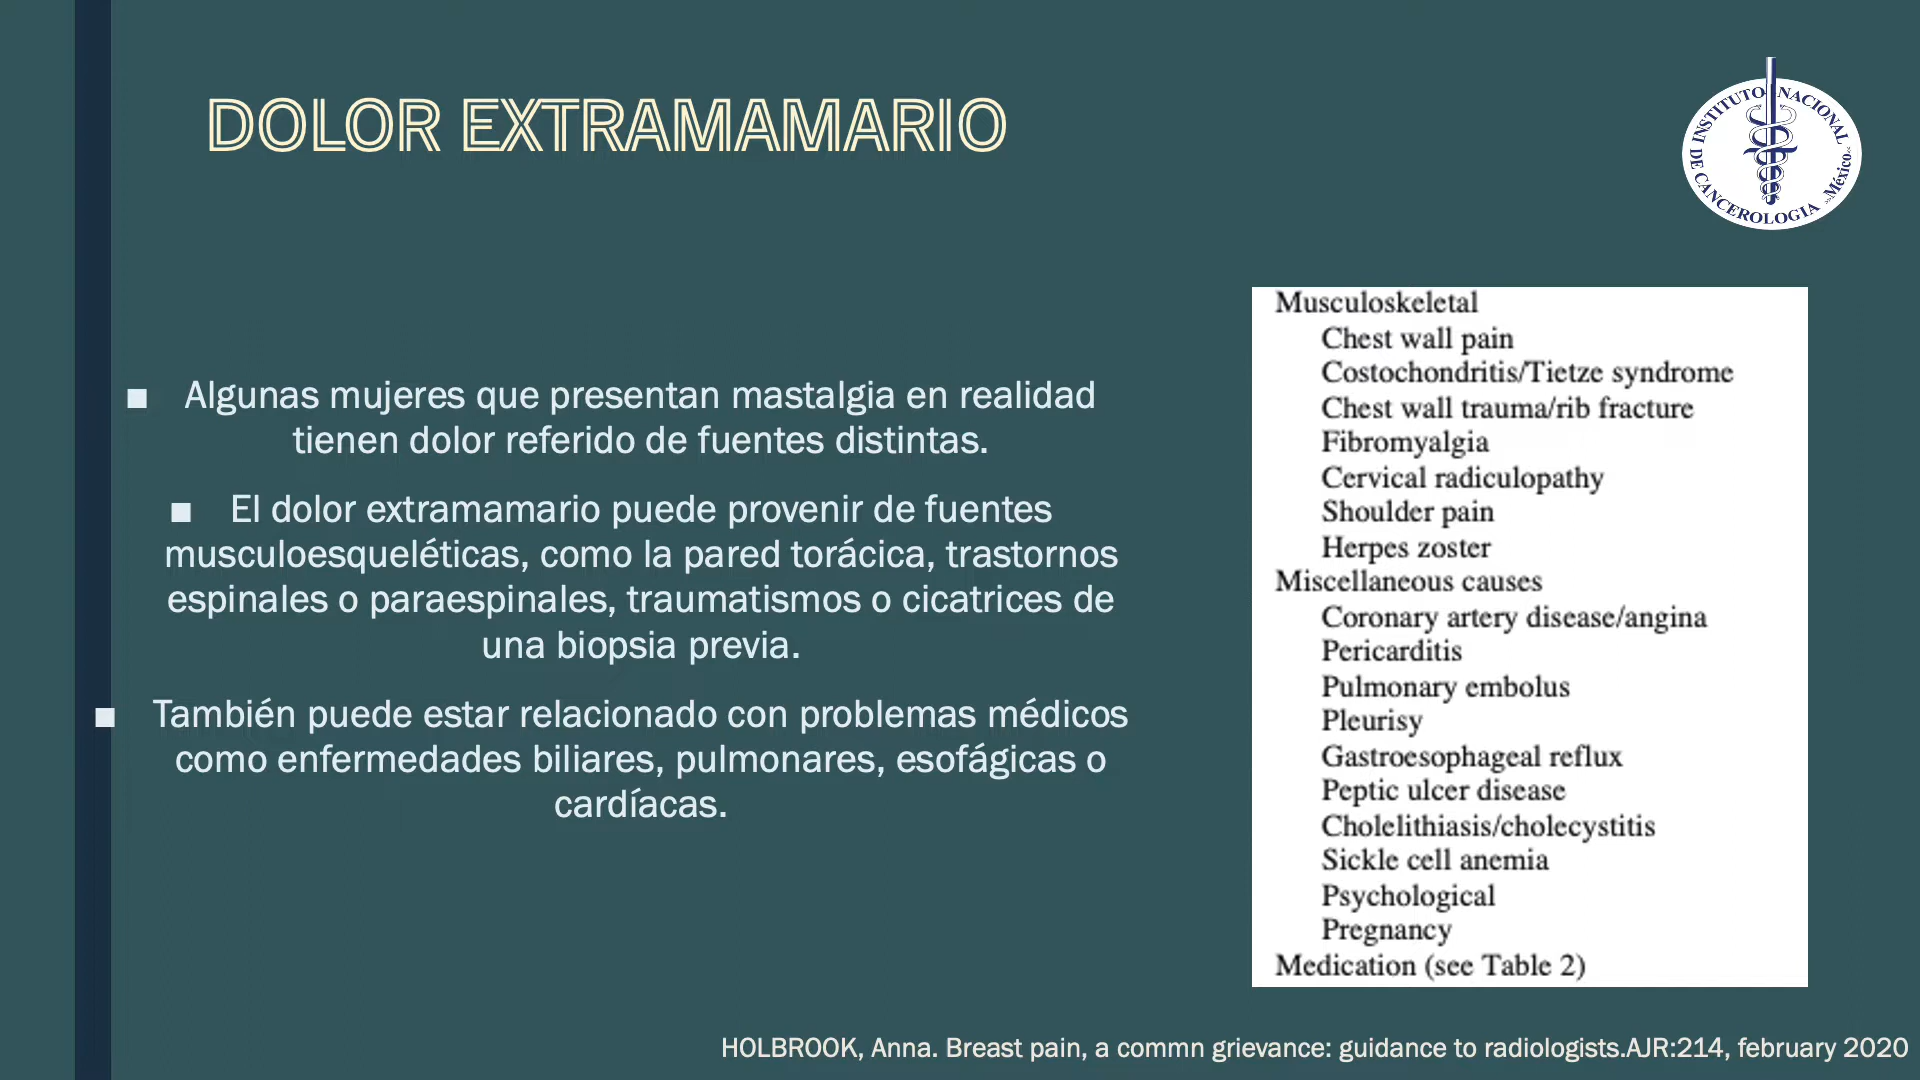 DOLOR EXTRAMAMARIO
INSTITUTO NACIONAL
DE CANCEROLOGIA
México
■ Algunas mujeres que presentan mastalgia en realidad
tienen dolor referido de fuentes distintas.
■ El dolor extramamario puede provenir de fuentes
musculoesqueléticas, como la pared torácica, trastornos
espinales o paraespinales, traumatismos o cicatrices de
una biopsia previa.
■ También puede estar relacionado con problemas médicos
como enfermedades biliares, pulmonares, esofágicas o
cardíacas.
Musculoskeletal
Chest wall pain
Costochondritis/Tietze syndrome
Chest wall trauma/rib fracture
Fibromyalgia
Cervical radiculopathy
Shoulder pain
Herpes zoster
Miscellaneous causes
Coronary artery disease/angina
Pericarditis
Pulmonary embolus
Pleurisy
Gastroesophageal reflux
Peptic ulcer disease
Cholelithiasis/cholecystitis
Sickle cell anemia
Psychological
Pregnancy
Medication (see Table 2)
HOLBROOK, Anna. Breast pain, a commn grievance: guidance to radiologists.AJR:214, february 2020